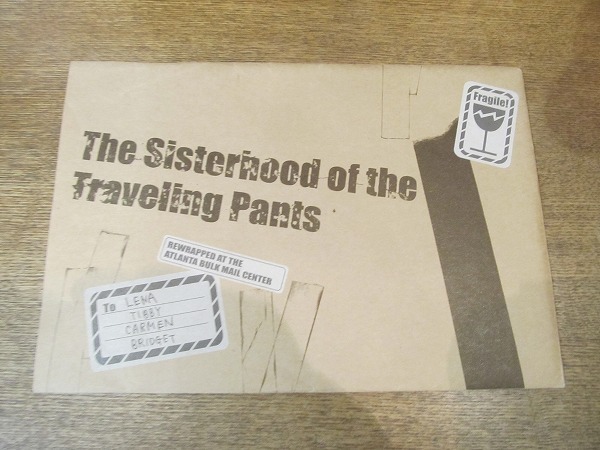 Fragile!
The Sisterhood of the
Traveling Pants
REWRAPPED AT THE
ATLANTA BULK MAIL CENTER
To LENA
TIBBY
CARMEN
BRIDGET